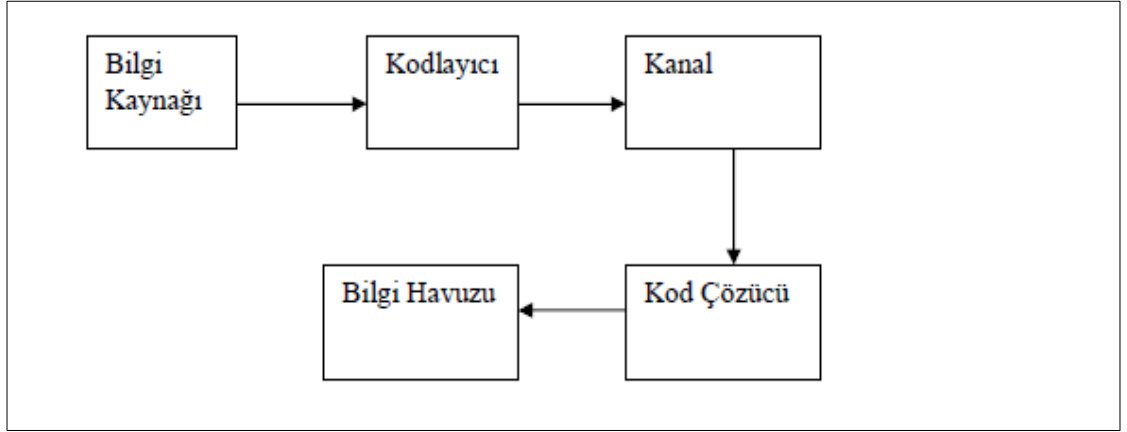 Bilgi
Kaynağı
Kodlayıcı
Kanal
Kod Çözücü
Bilgi Havuzu